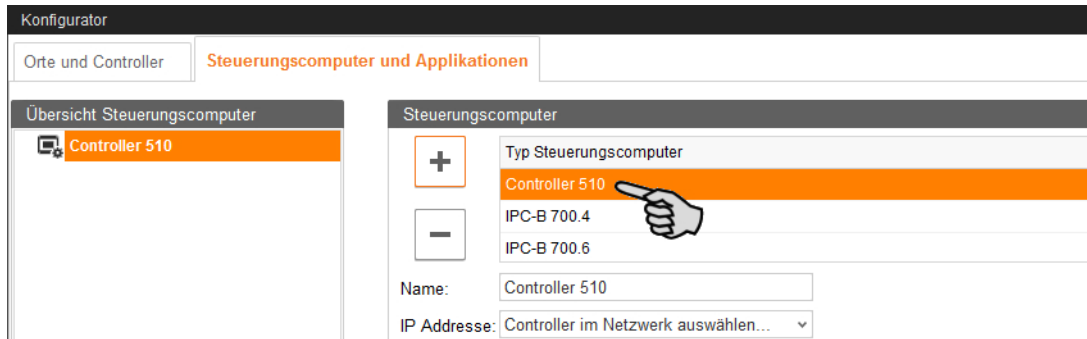 Konfigurator
Orte und Controller
Steuerungscomputer und Applikationen
Übersicht Steuerungscomputer
Controller 510
Steuerungscomputer
Typ Steuerungscomputer
Controller 510
IPC-B 700.4
IPC-B 700.6
Name: Controller 510
IP Addresse: Controller im Netzwerk auswählen...